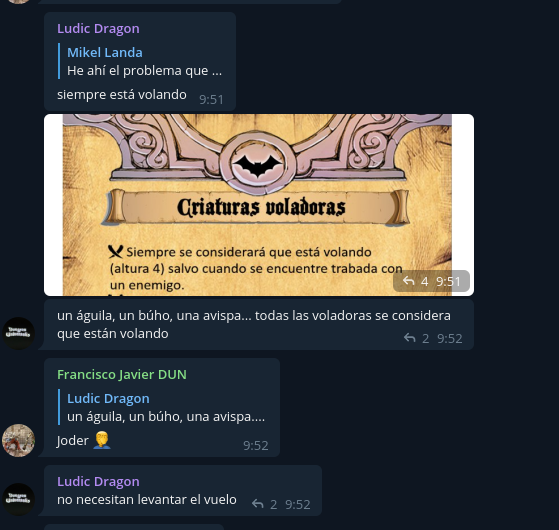 Ludic Dragon
Mikel Landa
He ahí el problema que ...
siempre está volando
9:51
Criaturas voladoras
Siempre se considerará que está volando
(altura 4) salvo cuando se encuentre trabada con
un enemigo.
4 9:51
un águila, un búho, una avispa... todas las voladoras se considera
que están volando
2 9:52
Francisco Javier DUN
Ludic Dragon
un águila, un búho, una avispa....
Joder 🤦‍♂️
9:52
Ludic Dragon
no necesitan levantar el vuelo
2 9:52